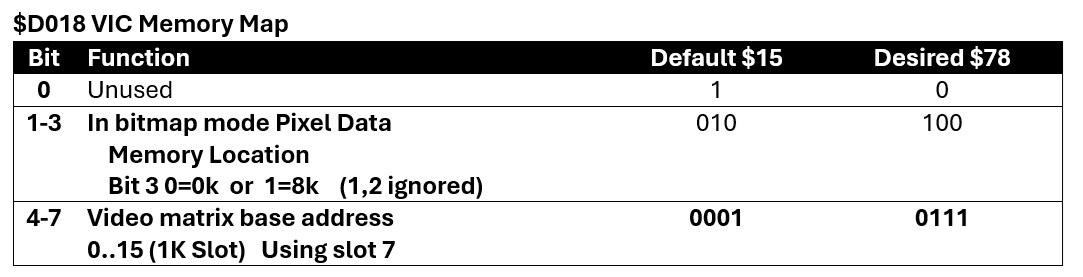 $D018 VIC Memory Map
Bit Function Default $15 Desired $78
0 Unused 1 0
1-3 In bitmap mode Pixel Data 010 100
Memory Location
Bit 3 0=0k or 1=8k (1,2 ignored)
4-7 Video matrix base address 0001 0111
0..15 (1K Slot) Using slot 7